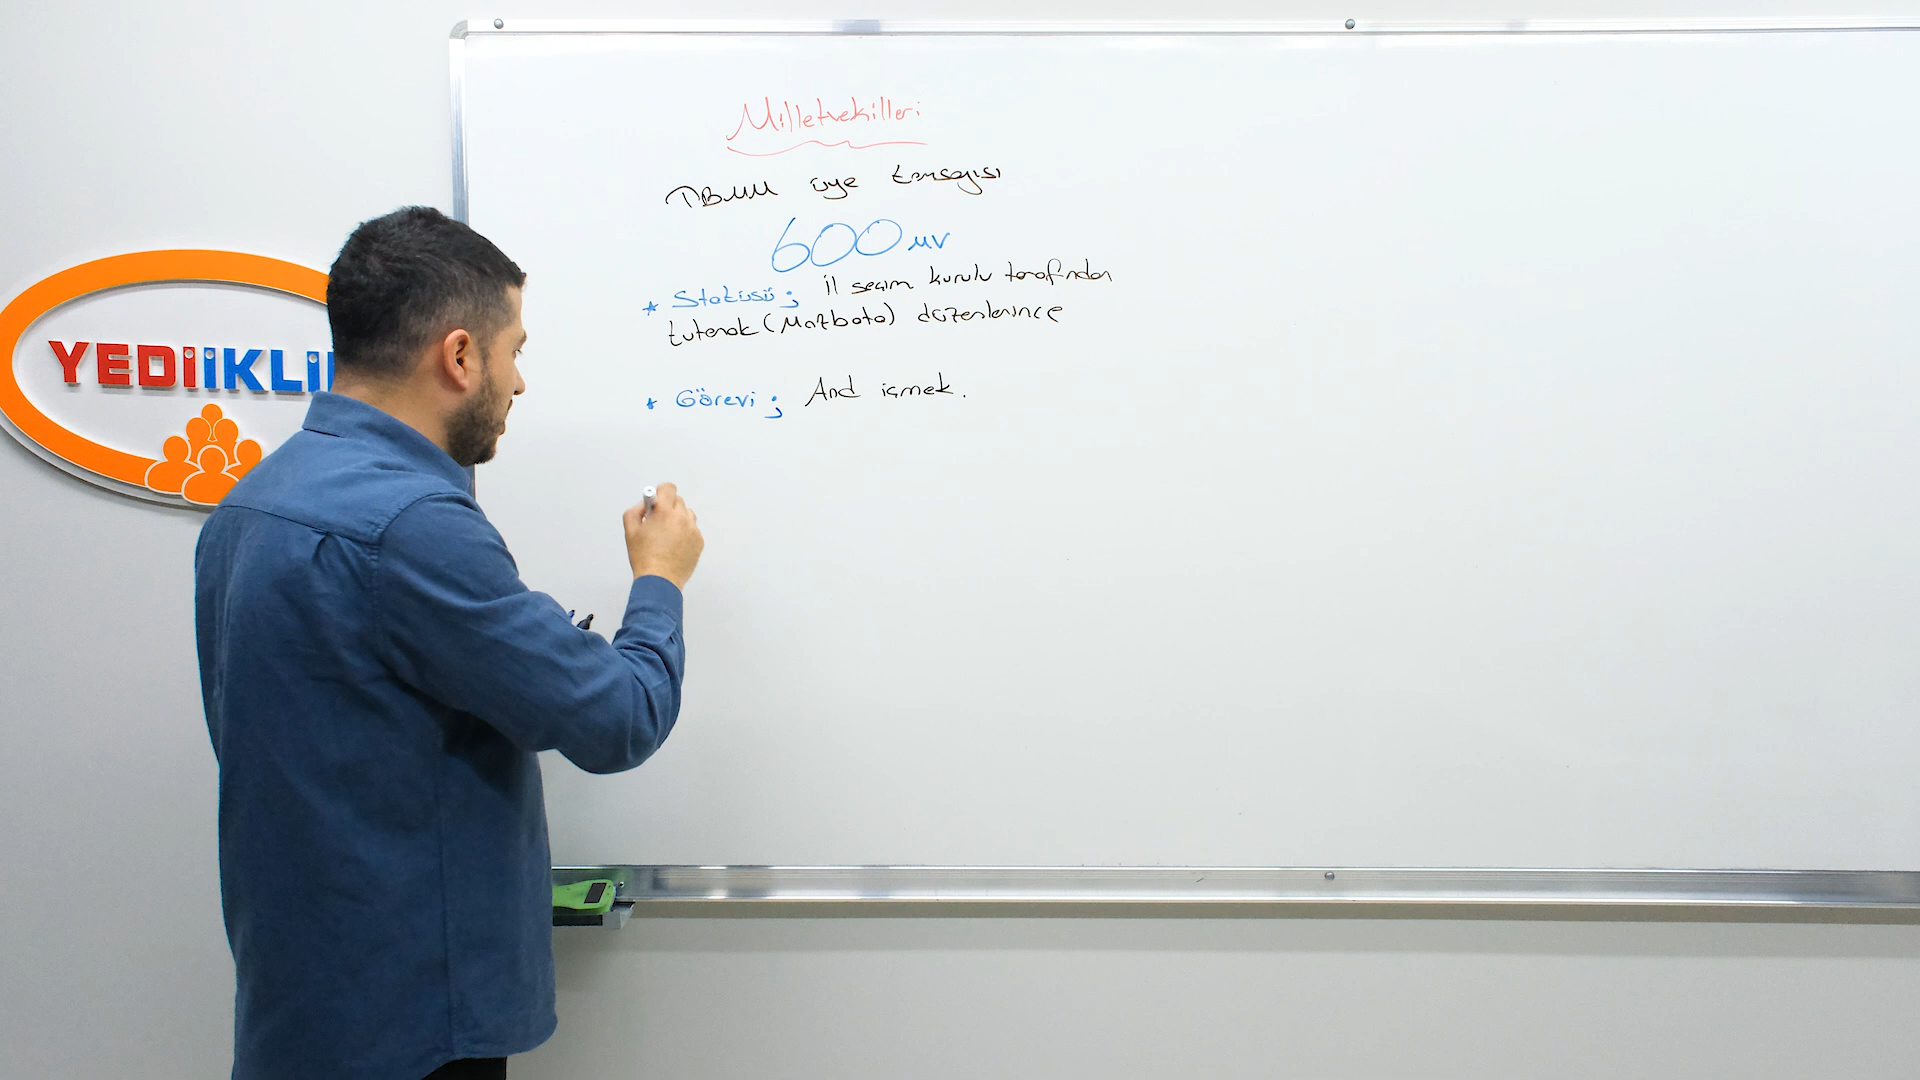 Milletvekilleri
TBMM üye tamsayısı
600 MV
* Statüsü; İl seçim kurulu tarafından
tutanak (Mazbata) düzenlenince
* Görevi; And içmek.
YEDİİKLİ